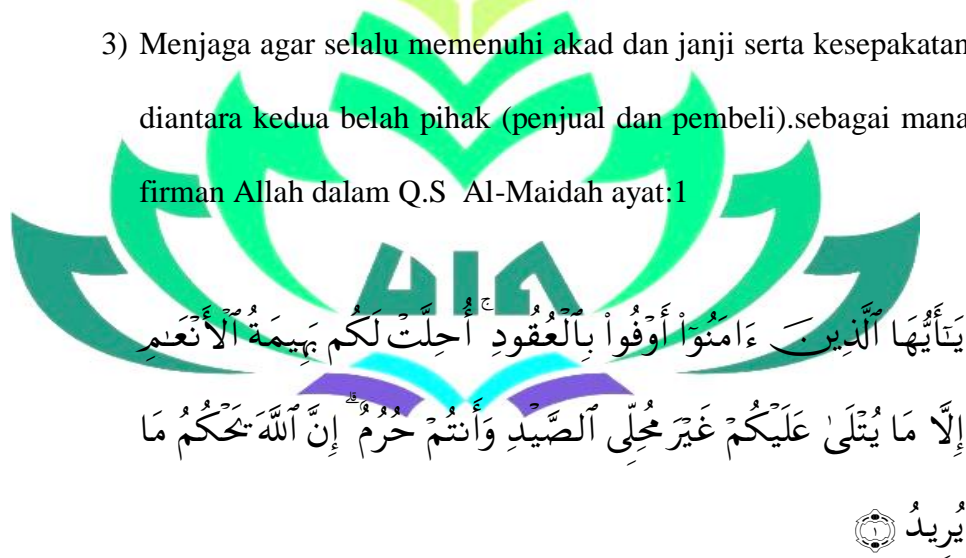 3) Menjaga agar selalu memenuhi akad dan janji serta kesepakatan
diantara kedua belah pihak (penjual dan pembeli).sebagai mana
firman Allah dalam Q.S Al-Maidah ayat:1
يَـٰٓأَيُّهَا ٱلَّذِينَ ءَامَنُوٓا۟ أَوْفُوا۟ بِٱلْعُقُودِ ۚ أُحِلَّتْ لَكُم بَهِيمَةُ ٱلْأَنْعَـٰمِ
إِلَّا مَا يُتْلَىٰ عَلَيْكُمْ غَيْرَ مُحِلِّى ٱلصَّيْدِ وَأَنتُمْ حُرُمٌ ۗ إِنَّ ٱللَّهَ يَحْكُمُ مَا
يُرِيدُ ۝١